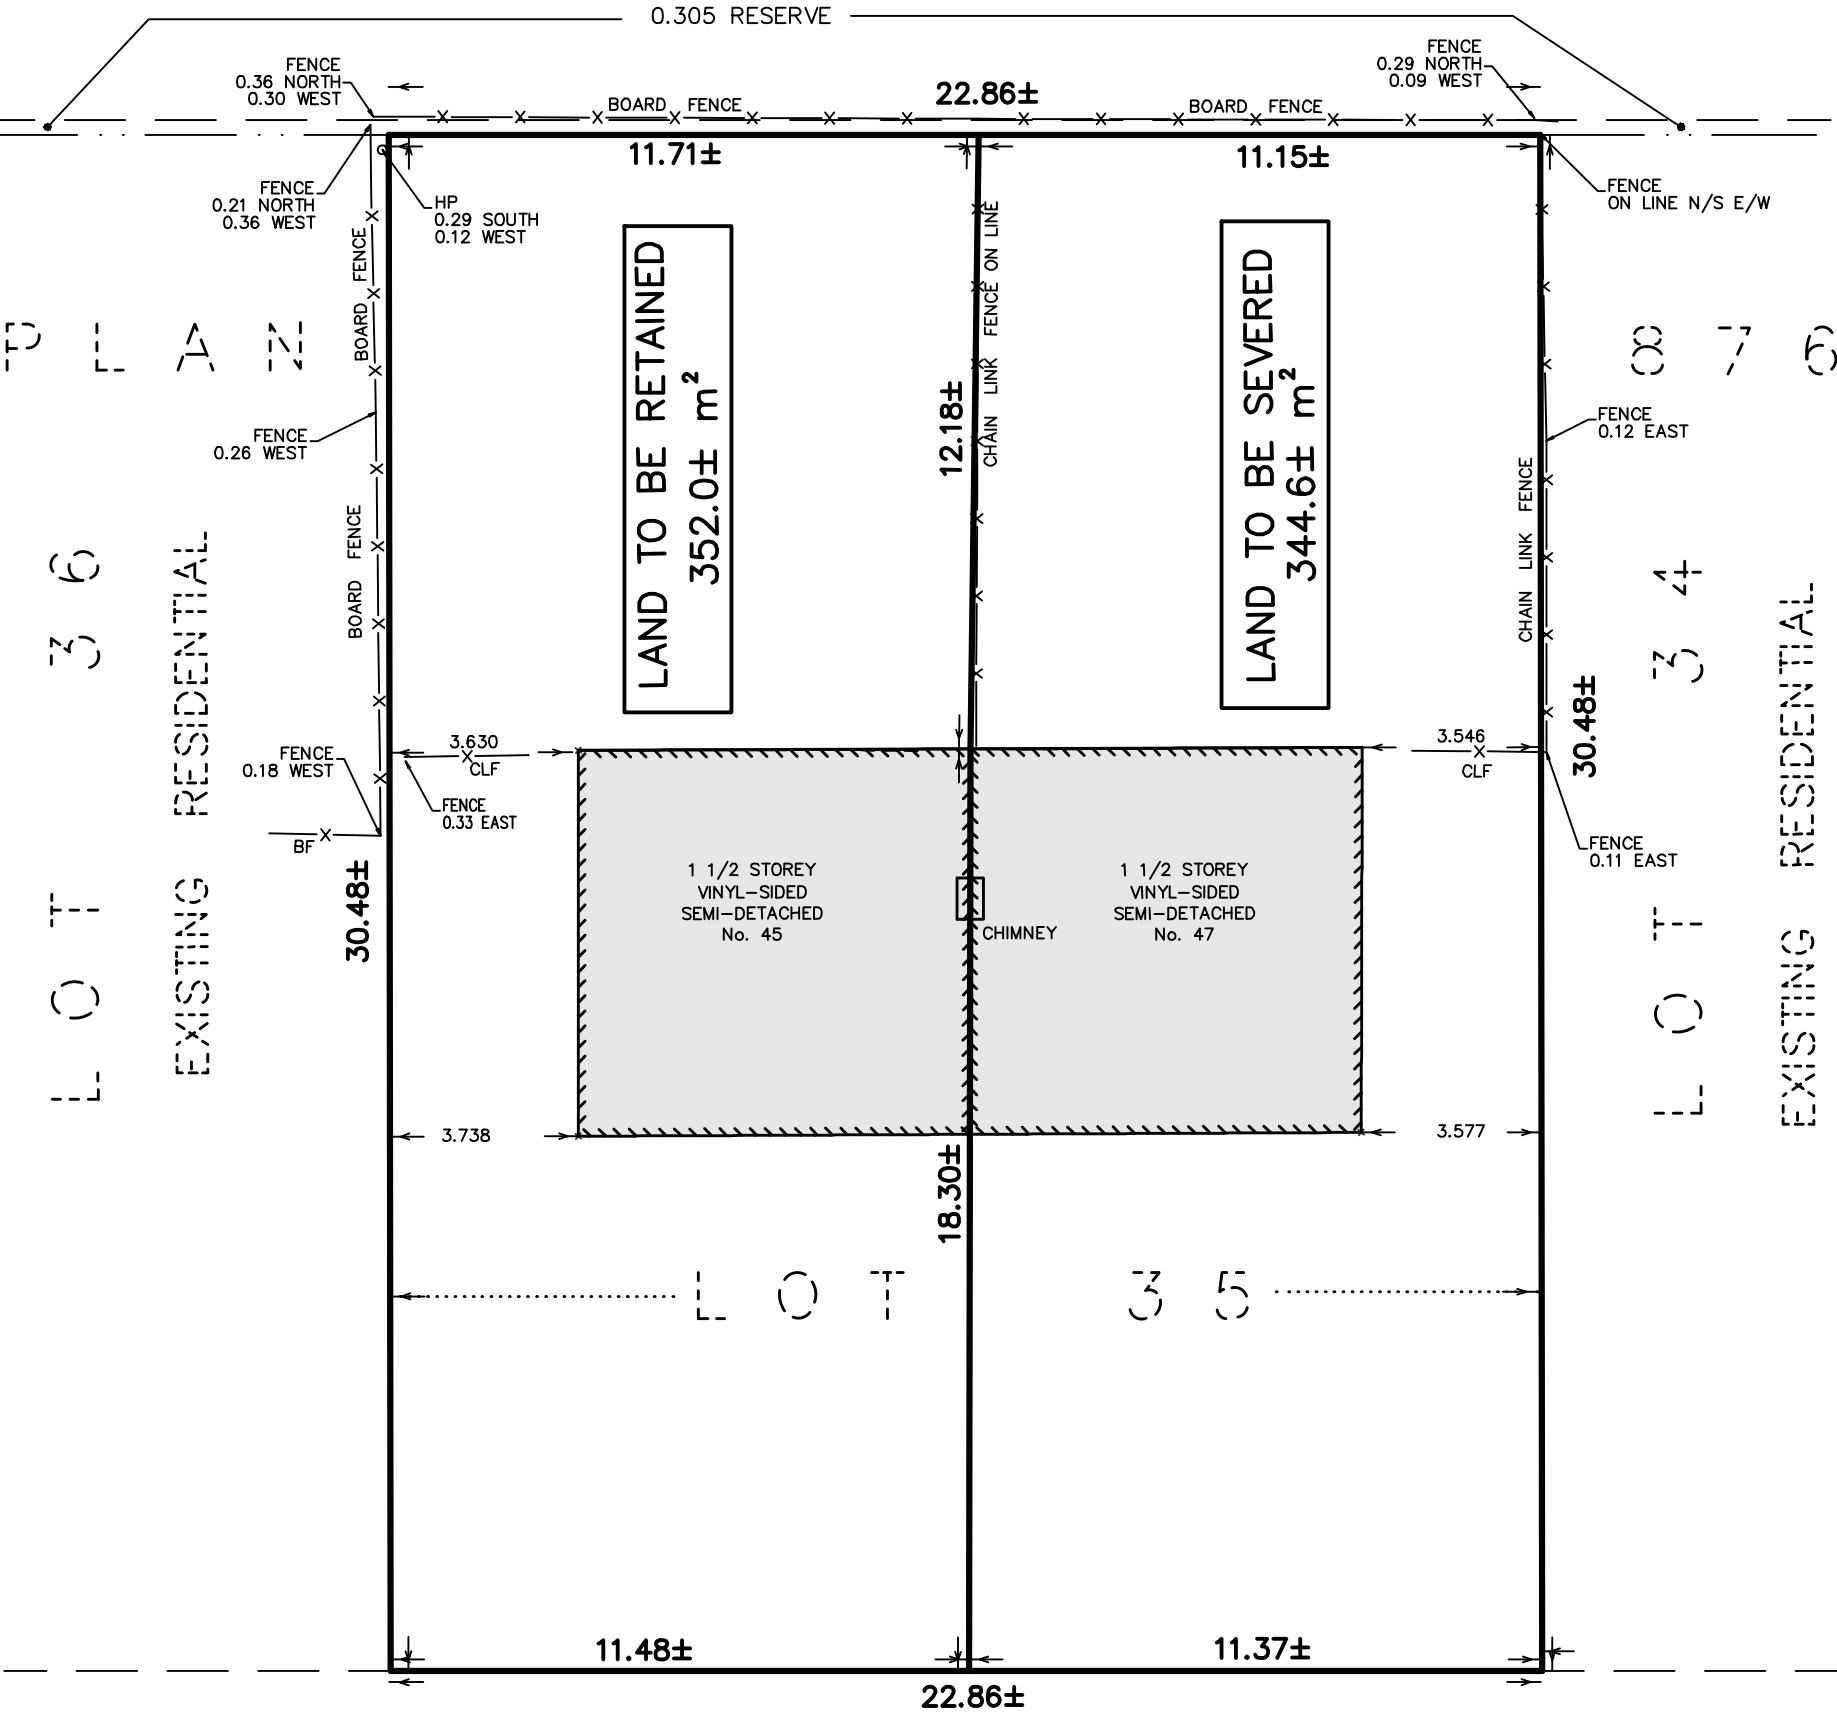 0.305 RESERVE
FENCE
0.36 NORTH
0.30 WEST
FENCE
0.29 NORTH
0.09 WEST
22.86±
BOARD FENCE
BOARD FENCE
11.71±
11.15±
FENCE
0.21 NORTH
0.36 WEST
HP
0.29 SOUTH
0.12 WEST
FENCE
ON LINE N/S E/W
BOARD FENCE
CHAIN LINK FENCE ON LINE
LAND TO BE RETAINED
352.0± m²
LAND TO BE SEVERED
344.6± m²
PLAN
876
12.18±
FENCE
0.26 WEST
FENCE
0.12 EAST
BOARD FENCE
CHAIN LINK FENCE
LOT 36
EXISTING RESIDENTIAL
LOT 34
EXISTING RESIDENTIAL
30.48±
3.630
CLF
3.546
CLF
FENCE
0.18 WEST
FENCE
0.33 EAST
BF
FENCE
0.11 EAST
30.48±
1 1/2 STOREY
VINYL-SIDED
SEMI-DETACHED
No. 45
1 1/2 STOREY
VINYL-SIDED
SEMI-DETACHED
No. 47
CHIMNEY
3.738
3.577
18.30±
LOT 35
11.48±
11.37±
22.86±